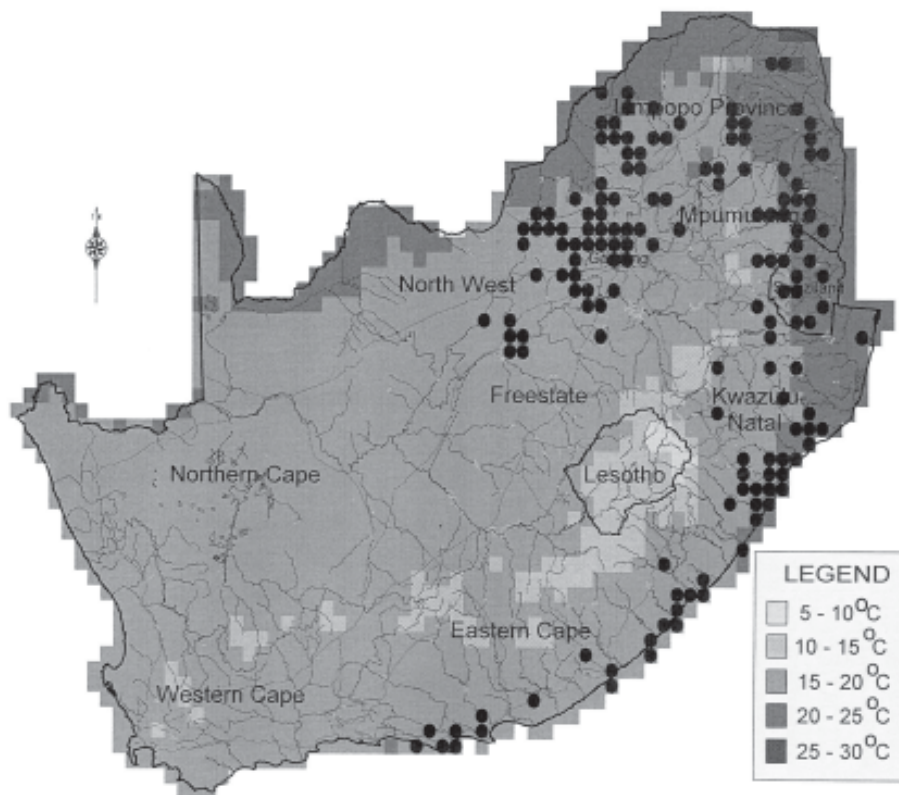 Limpopo Province
Mpumulanga
North West
Gauteng
Swaziland
Freestate
Kwazulu-
Natal
Northern Cape
Lesotho
Eastern Cape
Western Cape
LEGEND
5 - 10°C
10 - 15°C
15 - 20°C
20 - 25°C
25 - 30°C